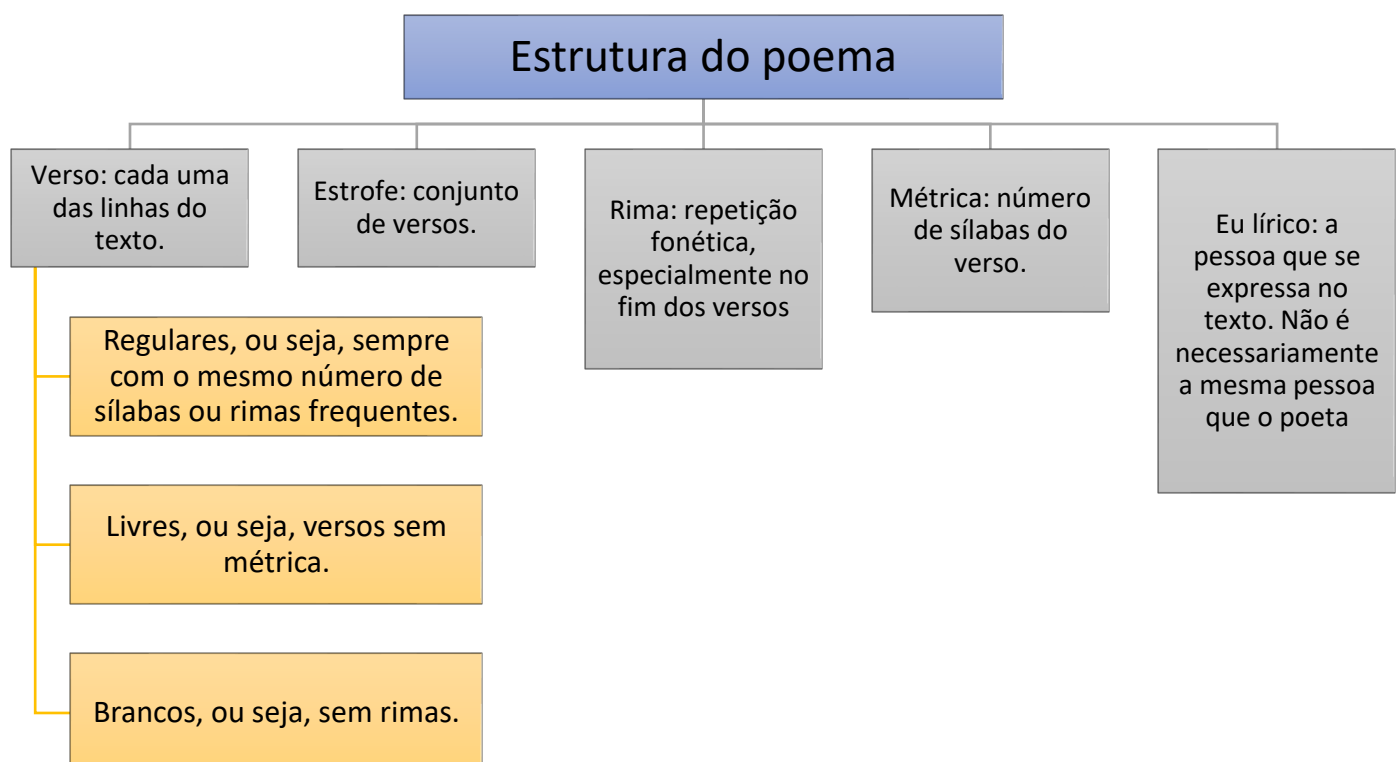 Estrutura do poema
Verso: cada uma
das linhas do
texto.
Estrofe: conjunto
de versos.
Rima: repetição
fonética,
especialmente no
fim dos versos
Métrica: número
de sílabas do
verso.
Eu lírico: a
pessoa que se
expressa no
texto. Não é
necessariamente
a mesma pessoa
que o poeta
Regulares, ou seja, sempre
com o mesmo número de
sílabas ou rimas frequentes.
Livres, ou seja, versos sem
métrica.
Brancos, ou seja, sem rimas.